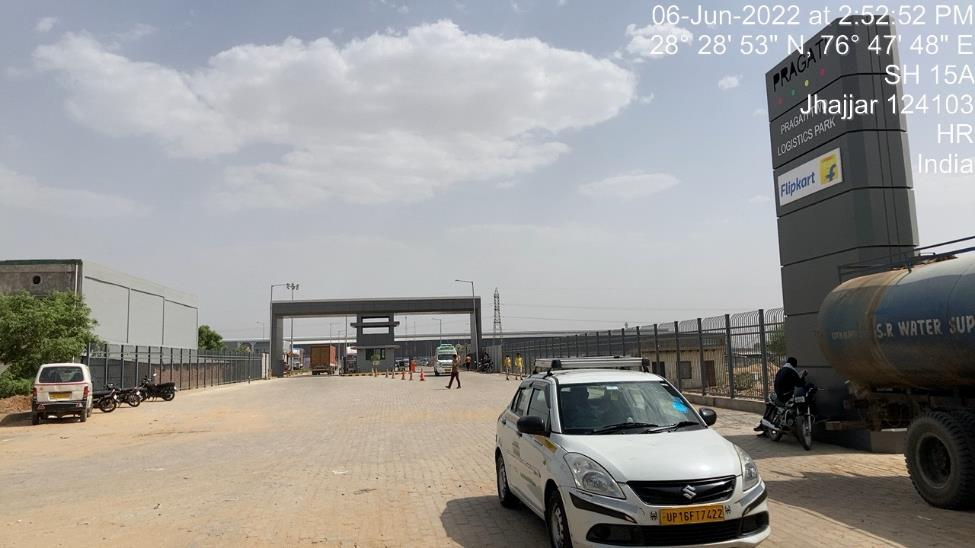 06-Jun-2022 at 2:52:52 PM
28° 28' 53" N, 76° 47' 48" E
SH 15A
Jhajjar 124103
HR
India
PRAGATI
LOGISTICS PARK
Flipkart
S.R WATER SUP
UP16FT7422